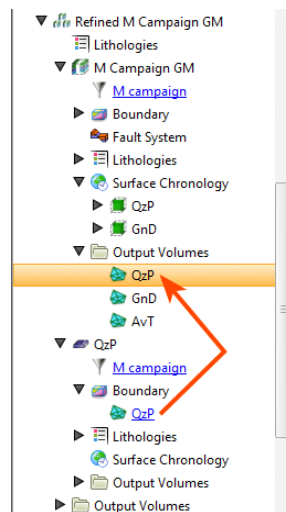 Refined M Campaign GM
Lithologies
M Campaign GM
M campaign
Boundary
Fault System
Lithologies
Surface Chronology
QzP
GnD
Output Volumes
QzP
GnD
AvT
QzP
M campaign
Boundary
QzP
Lithologies
Surface Chronology
Output Volumes
Output Volumes